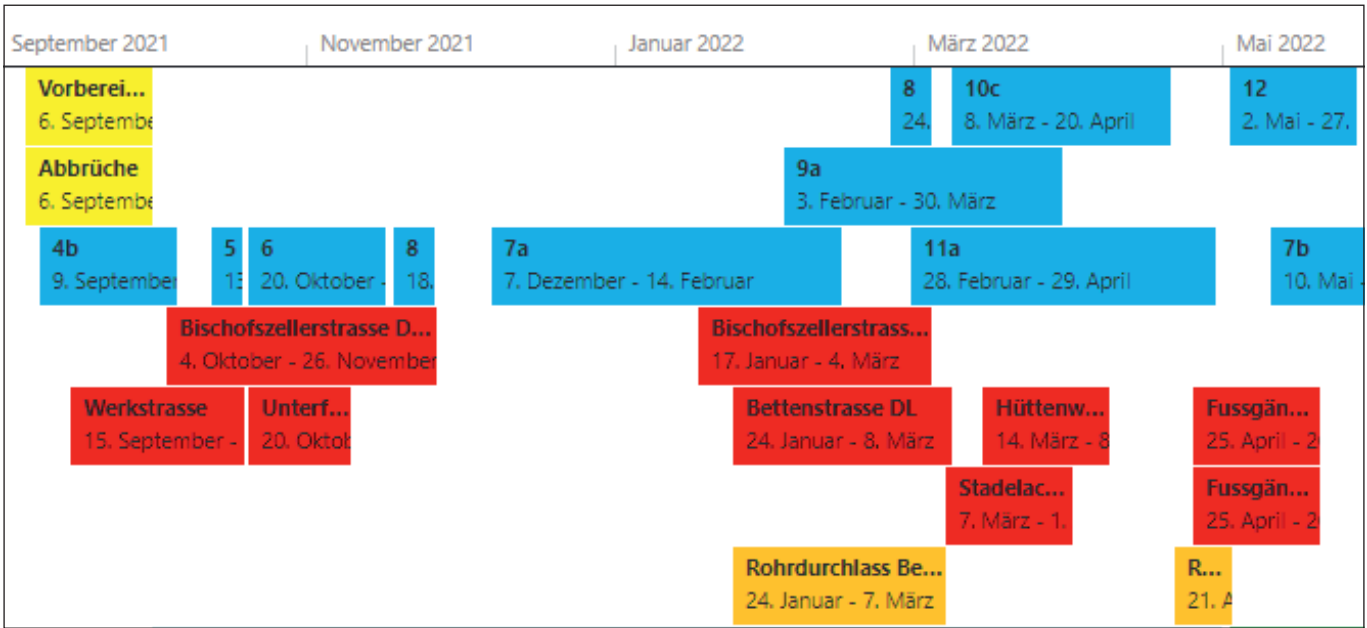 September 2021
November 2021
Januar 2022
März 2022
Mai 2022
Vorberei...
6. Septembe
8
24.
10c
8. März - 20. April
12
2. Mai - 27.
Abbrüche
6. Septembe
9a
3. Februar - 30. März
4b
9. September
5
13
6
20. Oktober -
8
18.
7a
7. Dezember - 14. Februar
11a
28. Februar - 29. April
7b
10. Mai -
Bischofszellerstrasse D...
4. Oktober - 26. November
Bischofszellerstrass...
17. Januar - 4. März
Werkstrasse
15. September -
Unterf...
20. Oktob
Bettenstrasse DL
24. Januar - 8. März
Hüttenw...
14. März - 8
Fussgän...
25. April - 2
Stadelac...
7. März - 1.
Fussgän...
25. April - 2
Rohrdurchlass Be...
24. Januar - 7. März
R...
21. A